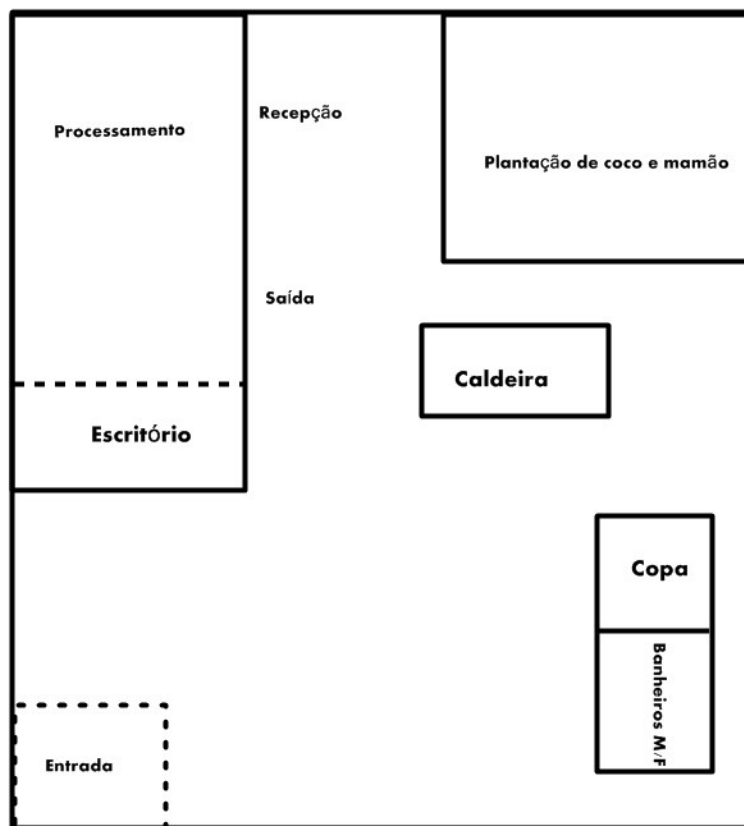 Processamento
Recepção
Plantação de coco e mamão
Saída
Caldeira
Escritório
Copa
Banheiros M/F
Entrada